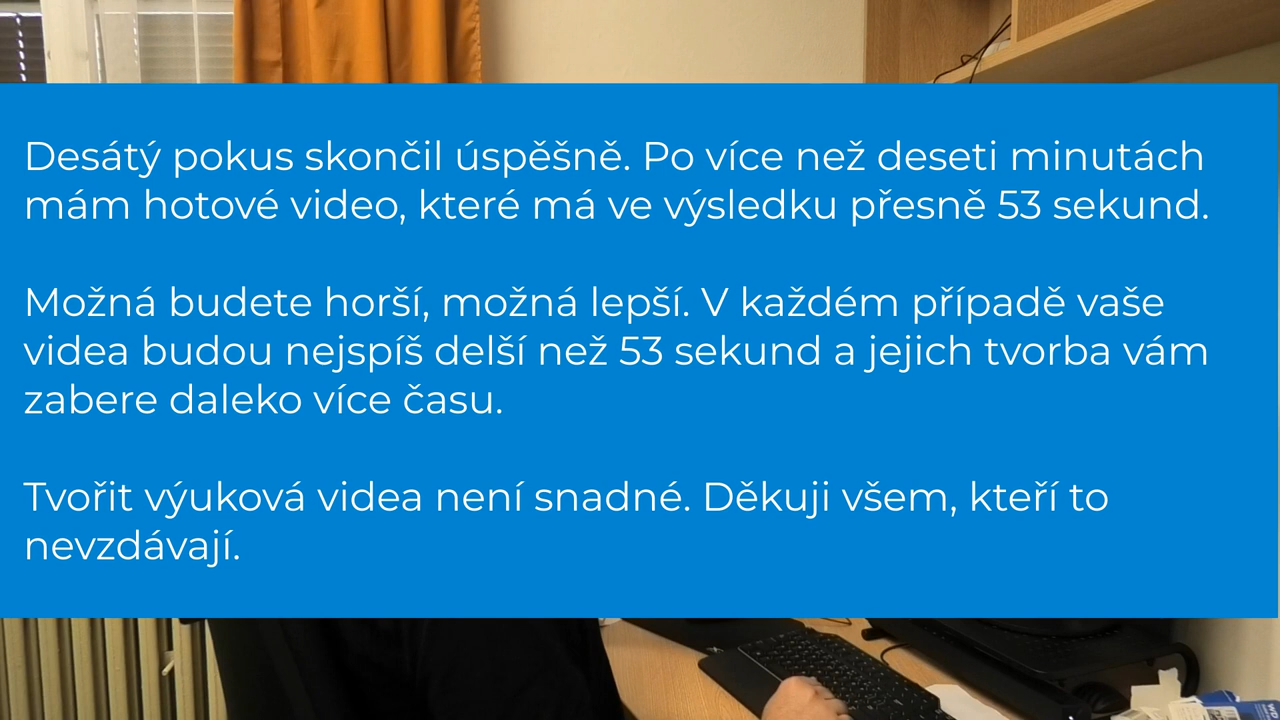 Desátý pokus skončil úspěšně. Po více než deseti minutách
mám hotové video, které má ve výsledku přesně 53 sekund.
Možná budete horší, možná lepší. V každém případě vaše
videa budou nejspíš delší než 53 sekund a jejich tvorba vám
zabere daleko více času.
Tvořit výuková videa není snadné. Děkuji všem, kteří to
nevzdávají.